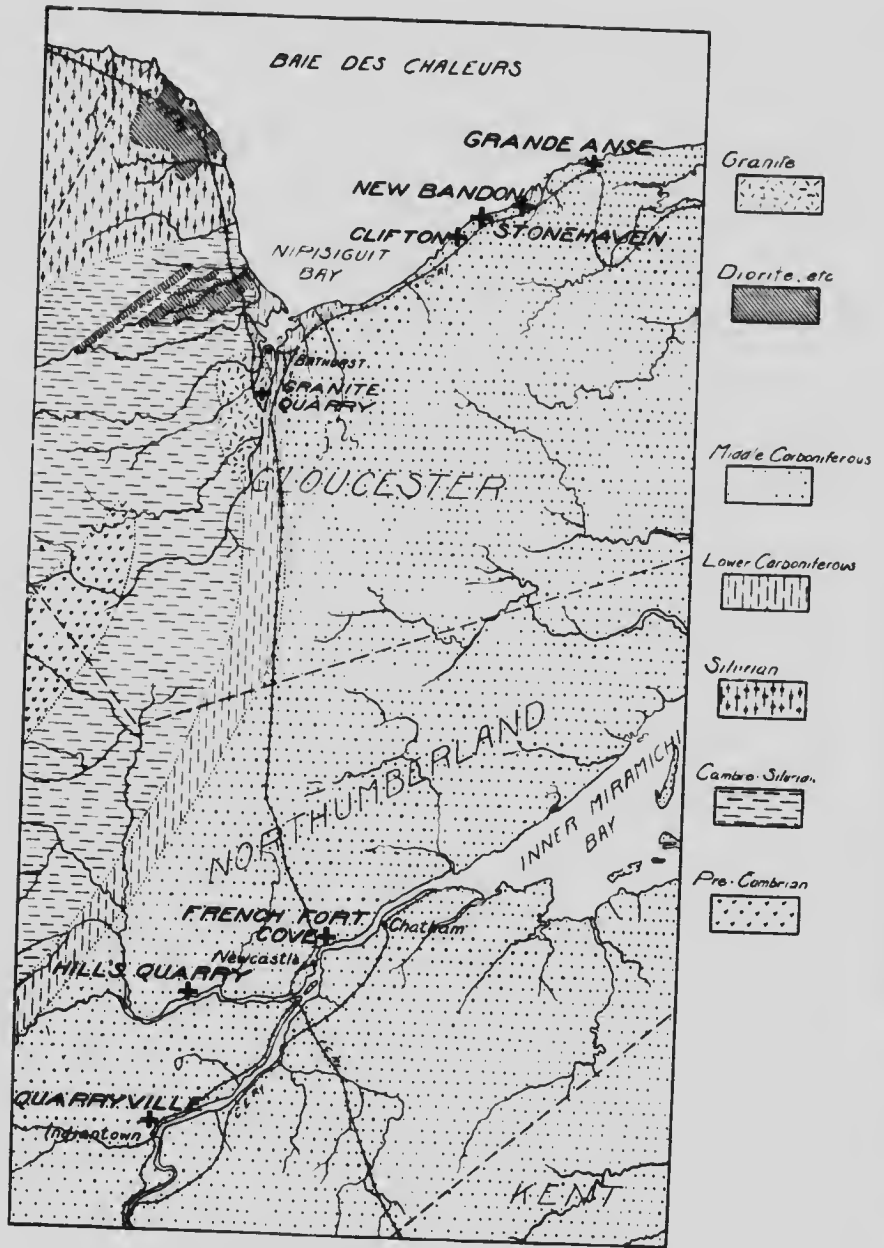 BAIE DES CHALEURS
GRANDE ANSE
NEW BANDON
STONEHAVEN
CLIFTON
NIPISIGUIT
BAY
BATHURST
GRANITE
QUARRY
GLOUCESTER
NORTHUMBERLAND
INNER MIRAMICHI
BAY
FRENCH FORT
COVE
Chatham
Newcastle
HILL'S QUARRY
QUARRYVILLE
Indiantown
KENT
Granite
Diorite, etc
Middle Carboniferous
Lower Carboniferous
Silurian
Cambro-Silurian
Pre-Cambrian